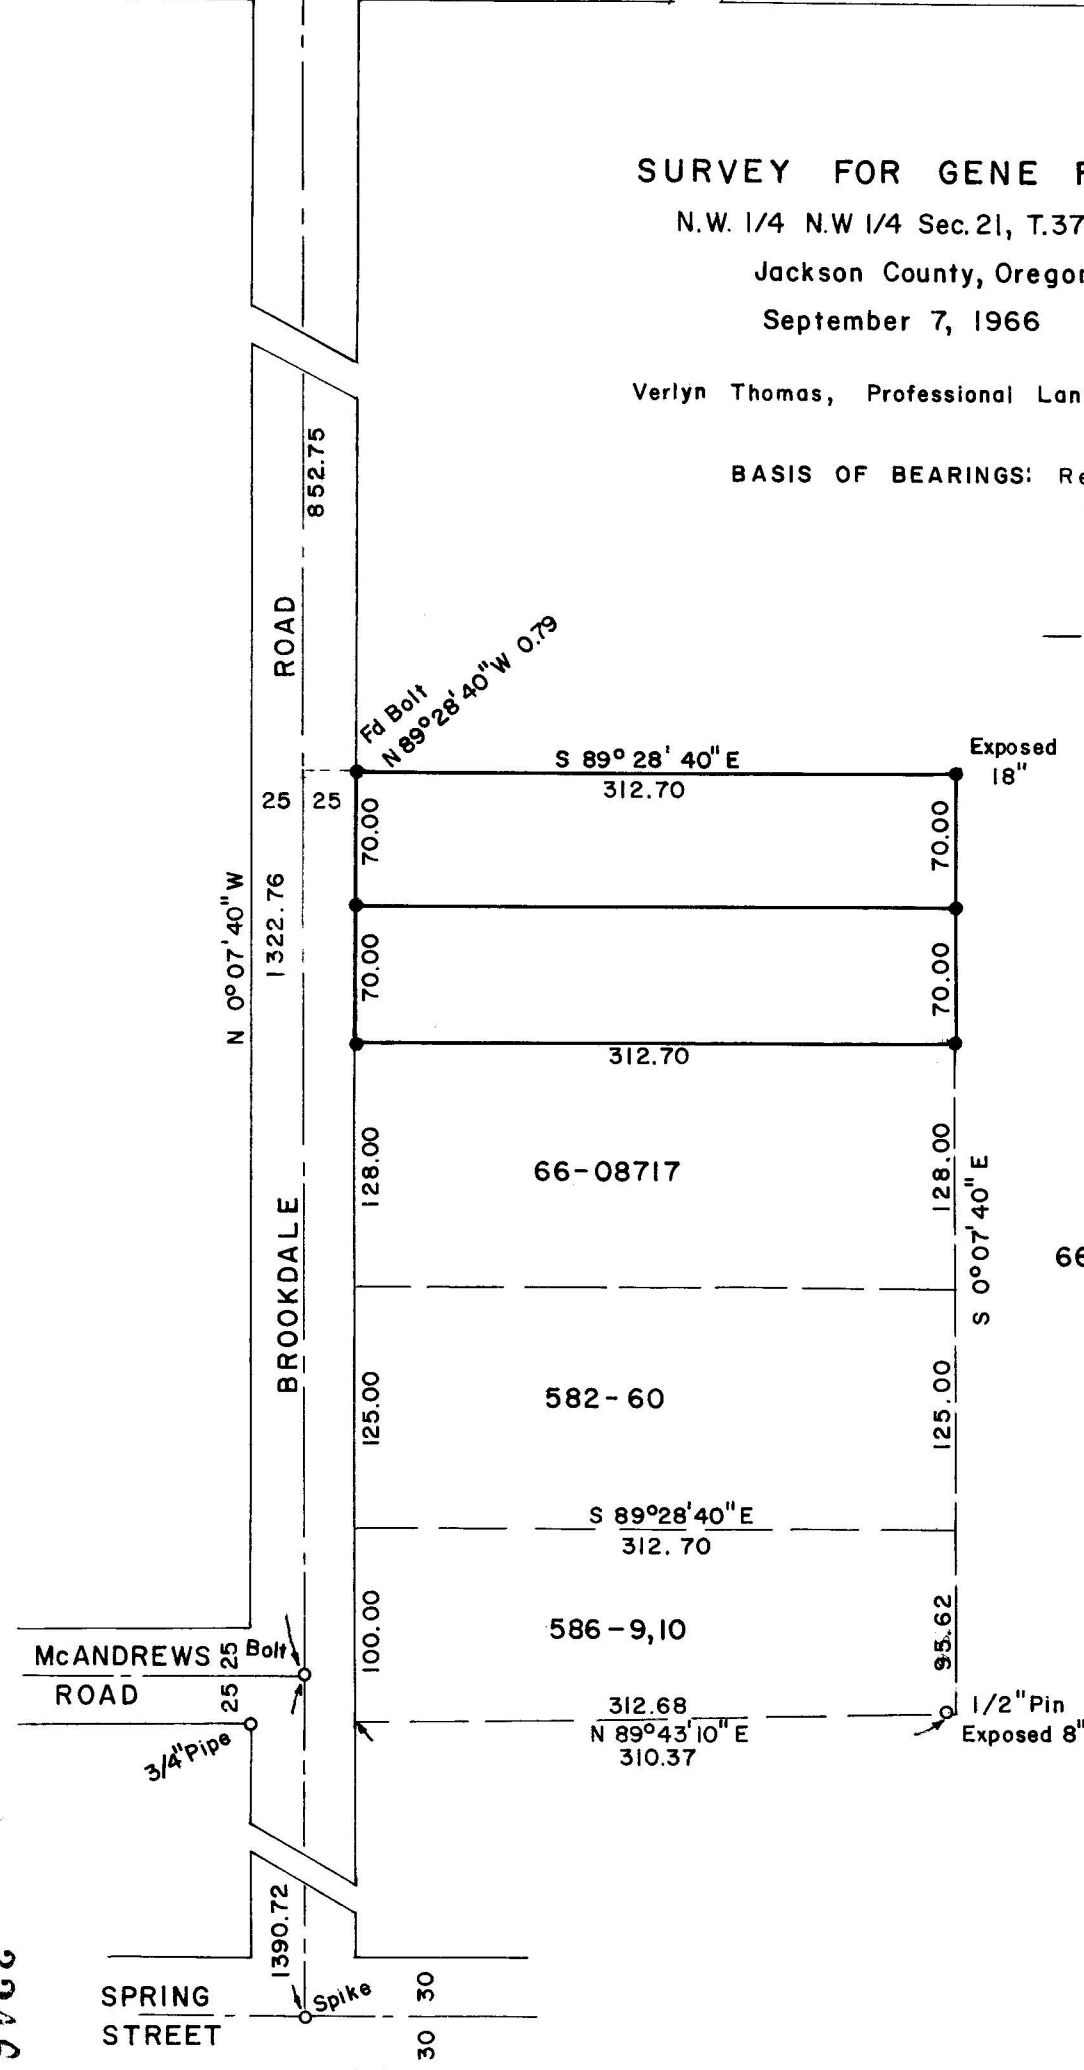 SURVEY FOR GENE
N.W. 1/4 N.W 1/4 Sec. 21, T.37
Jackson County, Oregon
September 7, 1966
Verlyn Thomas, Professional Lan
BASIS OF BEARINGS: Re
852.75
ROAD
Fd Bolt
N 89°28'40"W 0.79
S 89° 28' 40" E
312.70
Exposed
18"
25 25
70.00
70.00
N 0°07'40"W
1322.76
70.00
70.00
312.70
128.00
66-08717
128.00
S 0°07'40"E
66
BROOKDALE
125.00
582-60
125.00
S 89°28'40"E
312.70
100.00
586-9,10
95.62
McANDREWS
ROAD
25 25
Bolt
3/4" Pipe
312.68
N 89°43'10"E
310.37
1/2" Pin
Exposed 8"
1390.72
SPRING
STREET
Spike
30 30